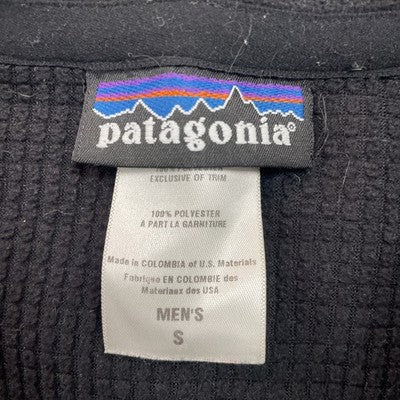 patagonia®
EXCLUSIVE OF TRIM
100% POLYESTER
À PART LA GARNITURE
Made in COLOMBIA of U.S. Materials
Fabriqué EN COLOMBIE des
Materiaux des USA
MEN'S
S